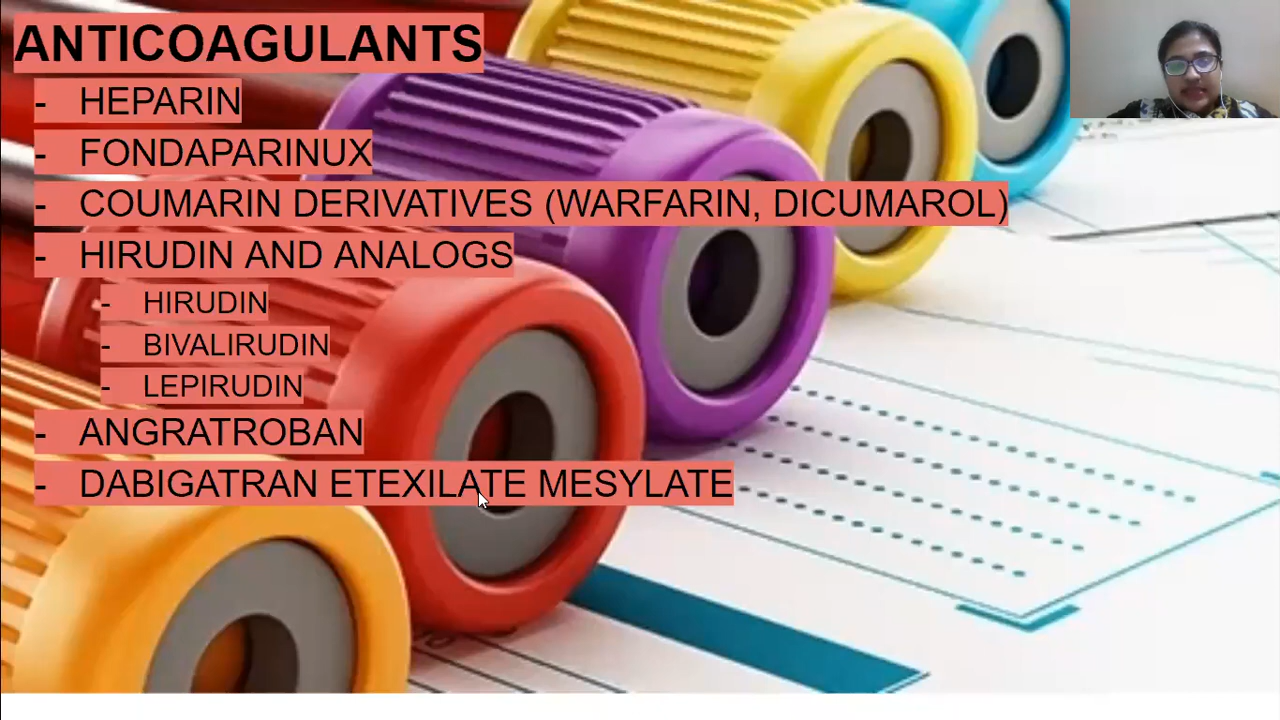 ANTICOAGULANTS
- HEPARIN
- FONDAPARINUX
- COUMARIN DERIVATIVES (WARFARIN, DICUMAROL)
- HIRUDIN AND ANALOGS
- HIRUDIN
- BIVALIRUDIN
- LEPIRUDIN
- ANGRATROBAN
- DABIGATRAN ETEXILATE MESYLATE